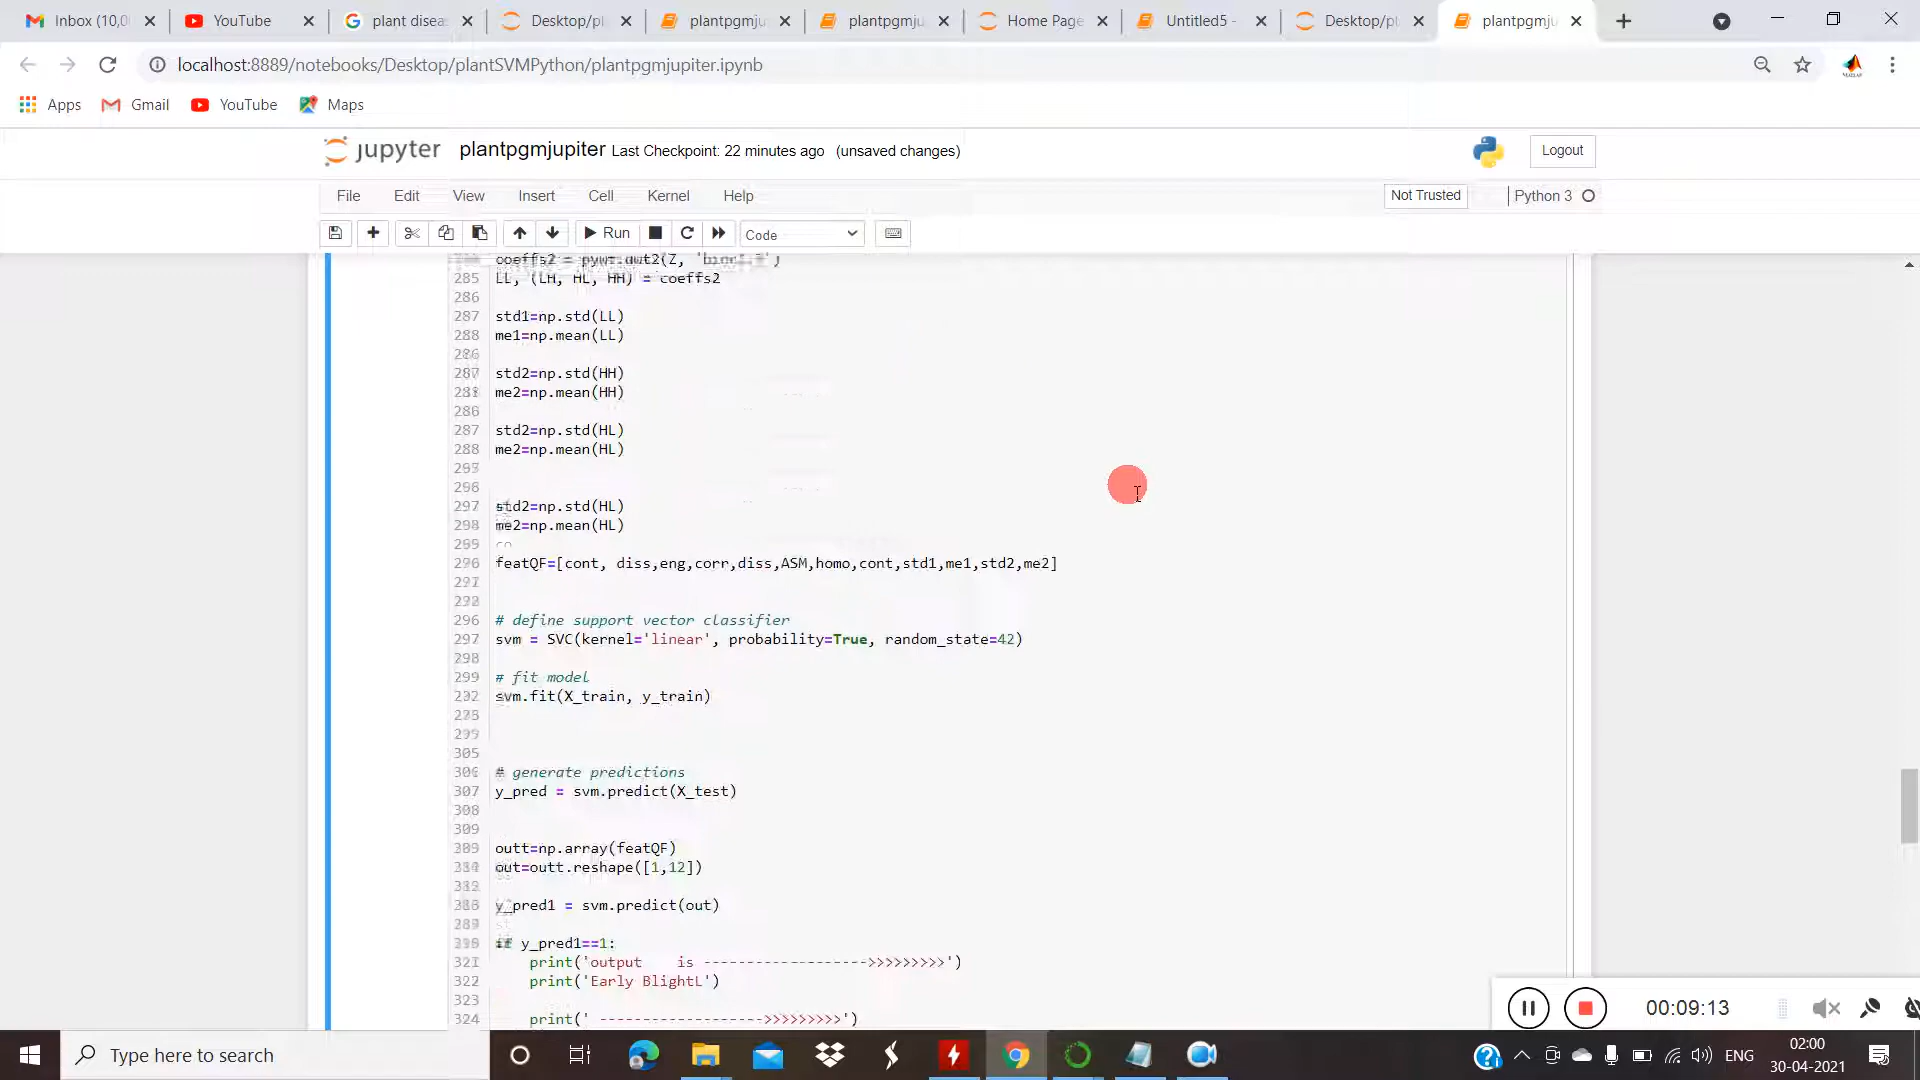 Inbox (10,0
YouTube
plant diseas
Desktop/pl
plantpgmju
plantpgmju
Home Page
Untitled5 -
Desktop/pl
plantpgmju
localhost:8889/notebooks/Desktop/plantSVMPython/plantpgmjupiter.ipynb
Apps
Gmail
YouTube
Maps
jupyter
plantpgmjupiter Last Checkpoint: 22 minutes ago (unsaved changes)
Logout
File Edit View Insert Cell Kernel Help
Not Trusted
Python 3
Run
Code
285 LL, (LH, HL, HH) = coeffs2
286
287 std1=np.std(LL)
288 me1=np.mean(LL)
std2=np.std(HH)
me2=np.mean(HH)
std2=np.std(HL)
288 me2=np.mean(HL)
297 std2=np.std(HL)
298 me2=np.mean(HL)
featQF=[cont, diss,eng,corr,diss,ASM,homo,cont,std1,me1,std2,me2]
# define support vector classifier
297 svm = SVC(kernel='linear', probability=True, random_state=42)
298
299 # fit model
svm.fit(X_train, y_train)
305
306 # generate predictions
307 y_pred = svm.predict(X_test)
308
309
outt=np.array(featQF)
out=outt.reshape([1,12])
y_pred1 = svm.predict(out)
if y_pred1==1:
321 print('output    is ------------------->>>>>>>>>')
322 print('Early BlightL')
323
324 print(' ------------------->>>>>>>>>')
00:09:13
Type here to search
ENG
02:00
30-04-2021